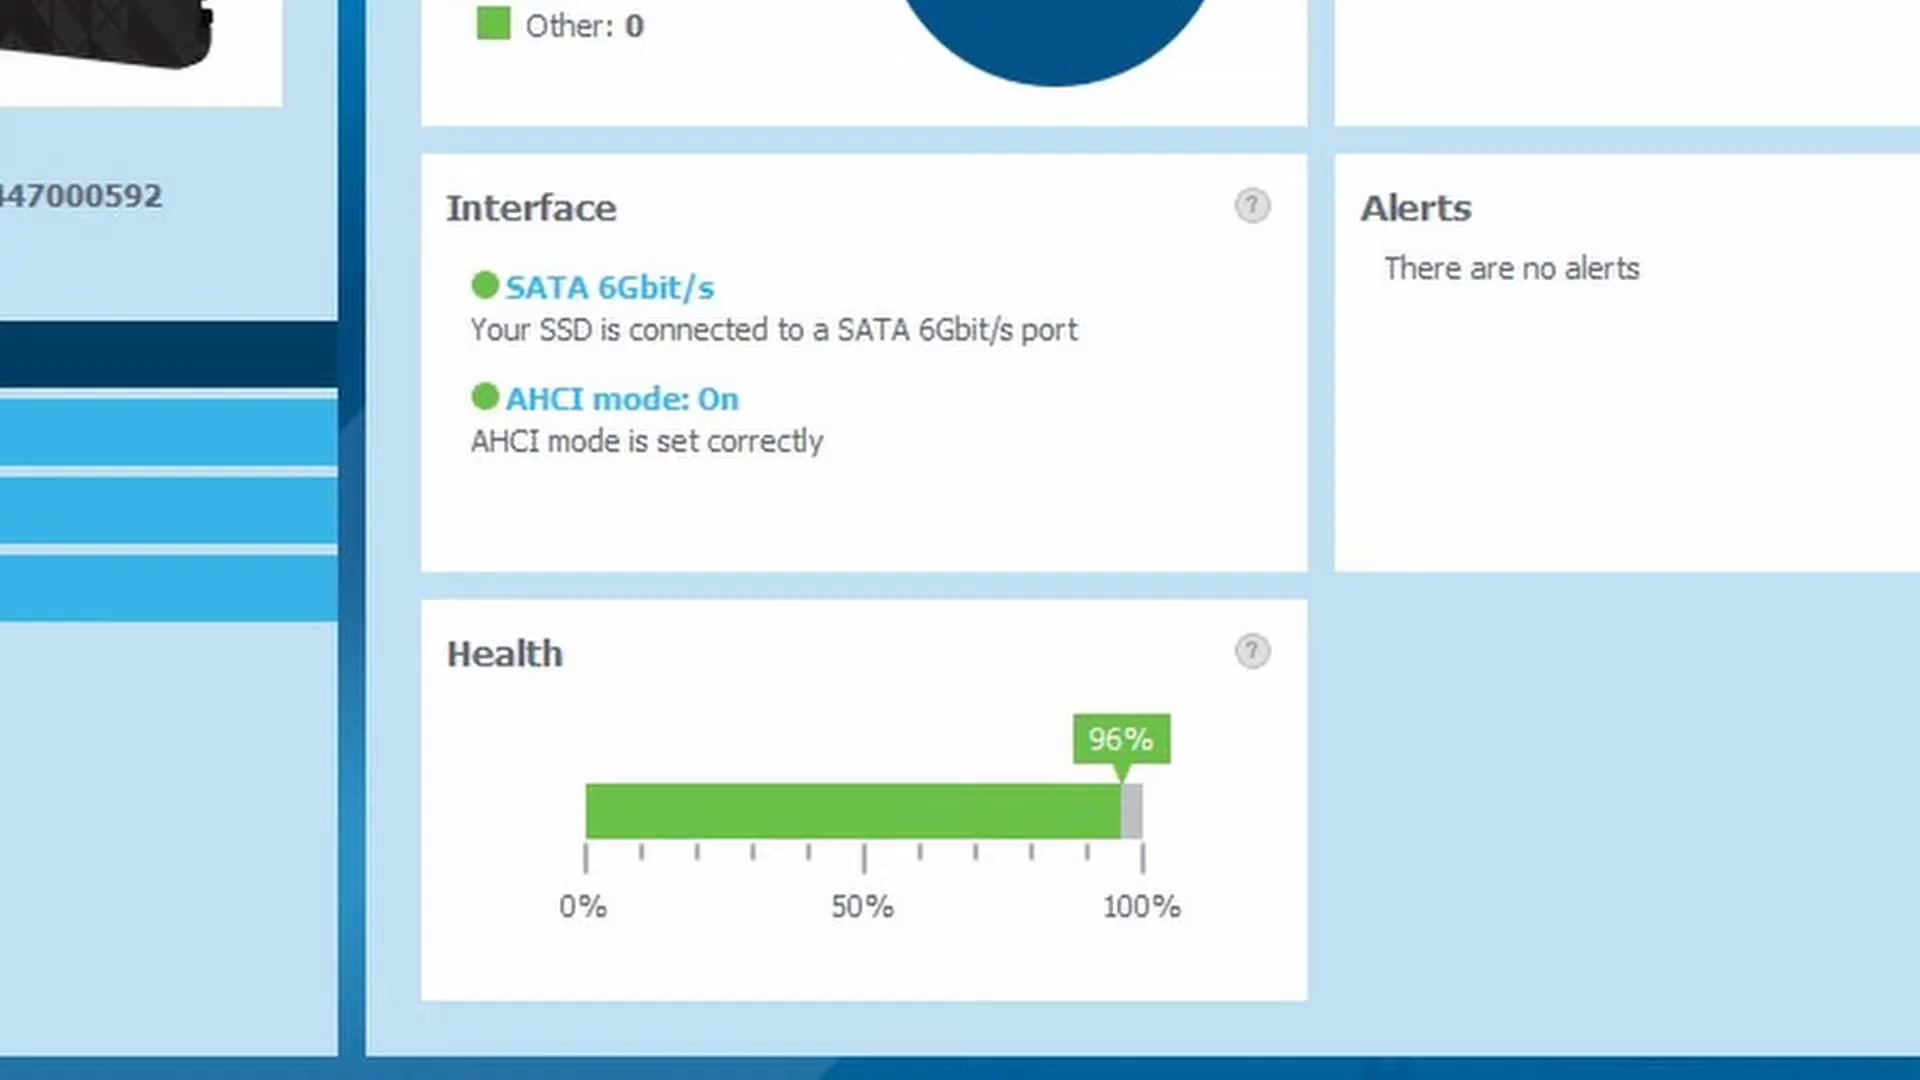 Other: 0
447000592
Interface
?
SATA 6Gbit/s
Your SSD is connected to a SATA 6Gbit/s port
AHCI mode: On
AHCI mode is set correctly
Alerts
There are no alerts
Health
?
96%
0% 50% 100%